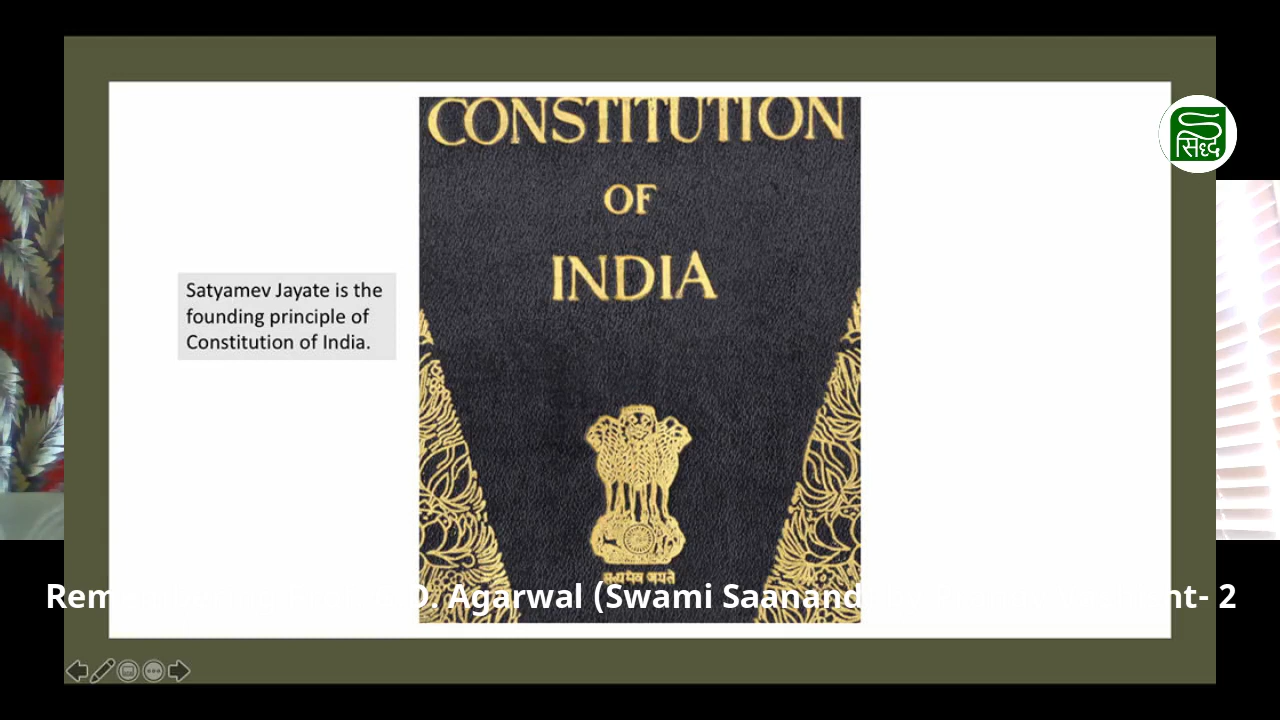 CONSTITUTION
OF
INDIA
Satyamev Jayate is the
founding principle of
Constitution of India.
सत्यमेव जयते
सिद्ध
D. Agarwal (Swami Saanand
- 2